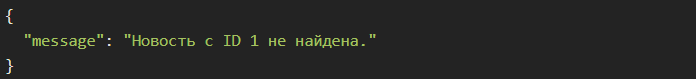 {
"message": "Новость с ID 1 не найдена."
}